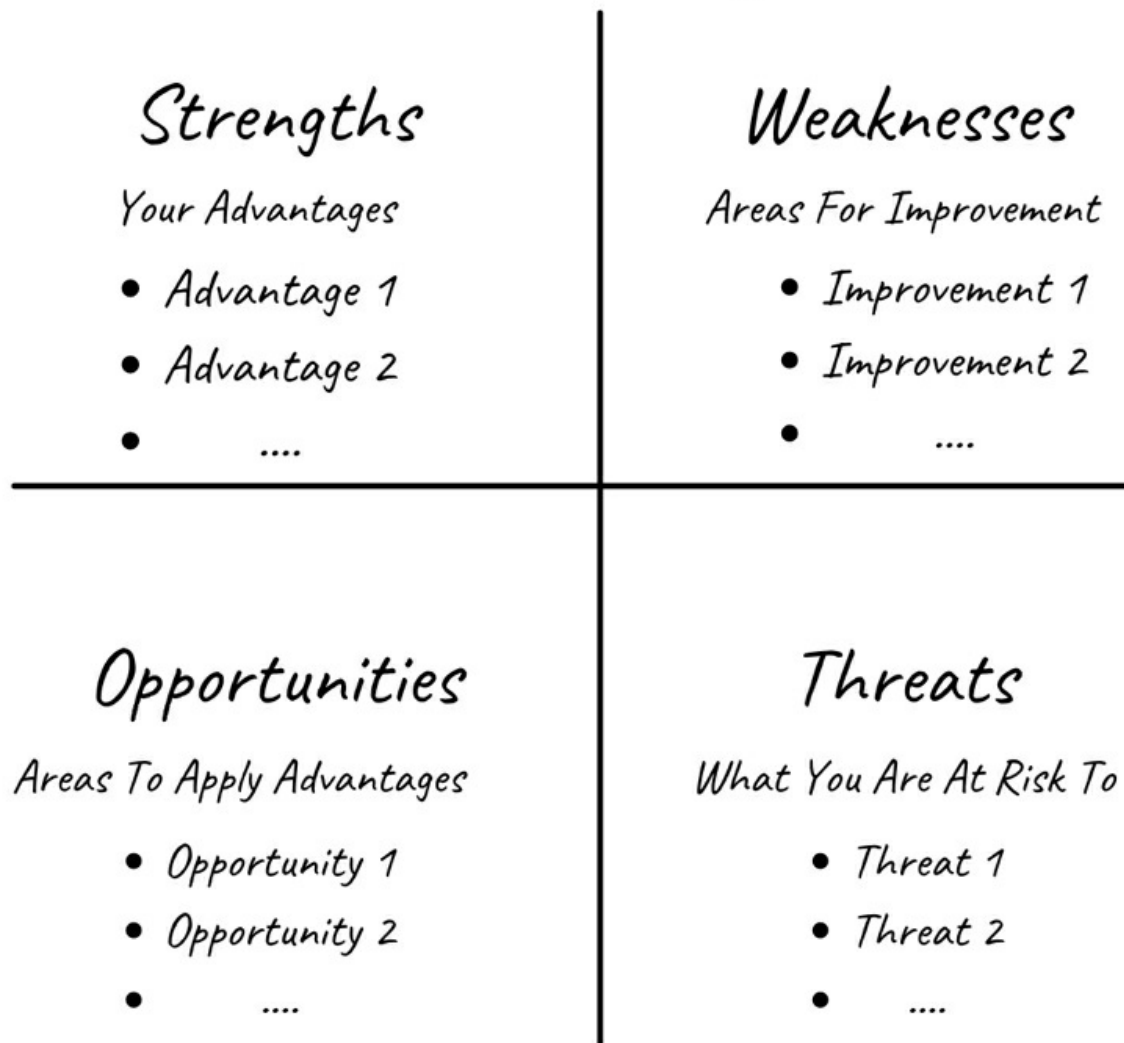 Strengths
Your Advantages
• Advantage 1
• Advantage 2
• ....
Weaknesses
Areas For Improvement
• Improvement 1
• Improvement 2
• ....
Opportunities
Areas To Apply Advantages
• Opportunity 1
• Opportunity 2
• ....
Threats
What You Are At Risk To
• Threat 1
• Threat 2
• ....